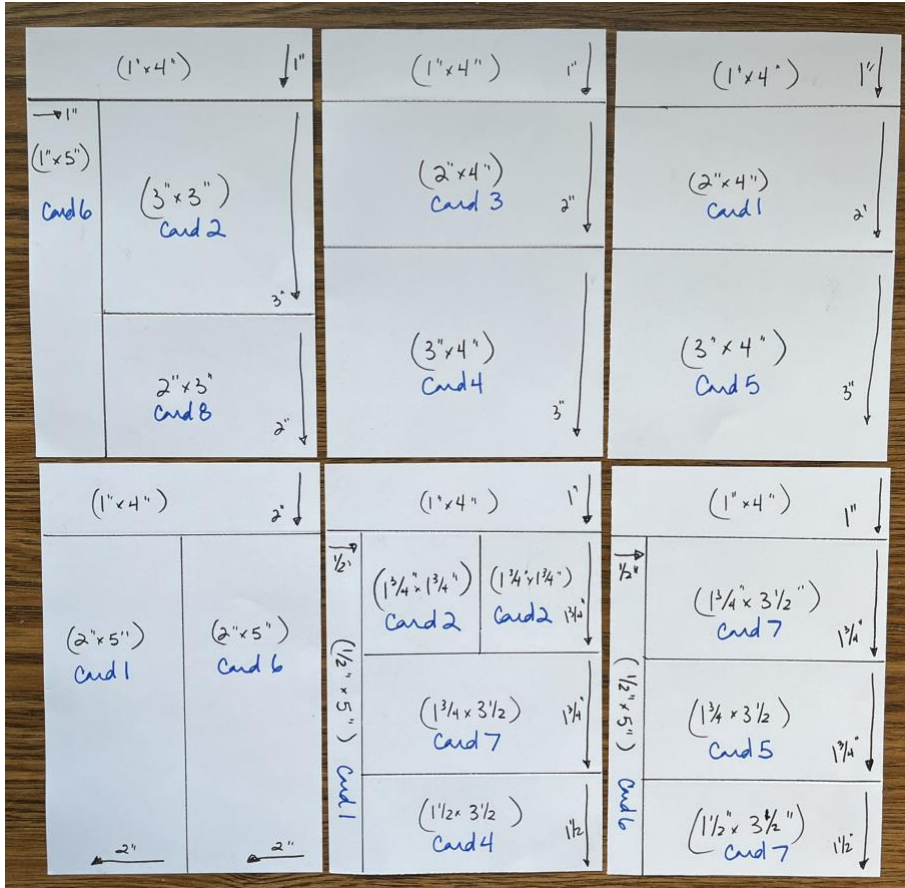 (1"x4") 1"
→ 1"
(1"x5")
Card 6
(3"x3")
Card 2
3"
2"x3"
Card 8
2"
(1"x4") 1"
(2"x4")
Card 3
2"
(3"x4")
Card 4
3"
(1"x4") 1"
(2"x4")
Card 1
2"
(3"x4")
Card 5
3"
(1"x4") 2"
(2"x5")
Card 1
2"
(2"x5")
Card 6
2"
(1"x4") 1"
1/2"
(1/2"x5") Card 1
(1 3/4"x1 3/4")
Card 2
(1 3/4"x1 3/4")
Card 2 1 3/4"
(1 3/4 x 3 1/2) 1 3/4"
Card 7
(1 1/2 x 3 1/2)
Card 4 1 1/2
(1"x4") 1"
1/2"
(1/2"x5") Card 6
(1 3/4"x 3 1/2")
Card 7 1 3/4"
(1 3/4 x 3 1/2)
Card 5 1 3/4"
(1 1/2"x 3 1/2")
Card 7 1 1/2"